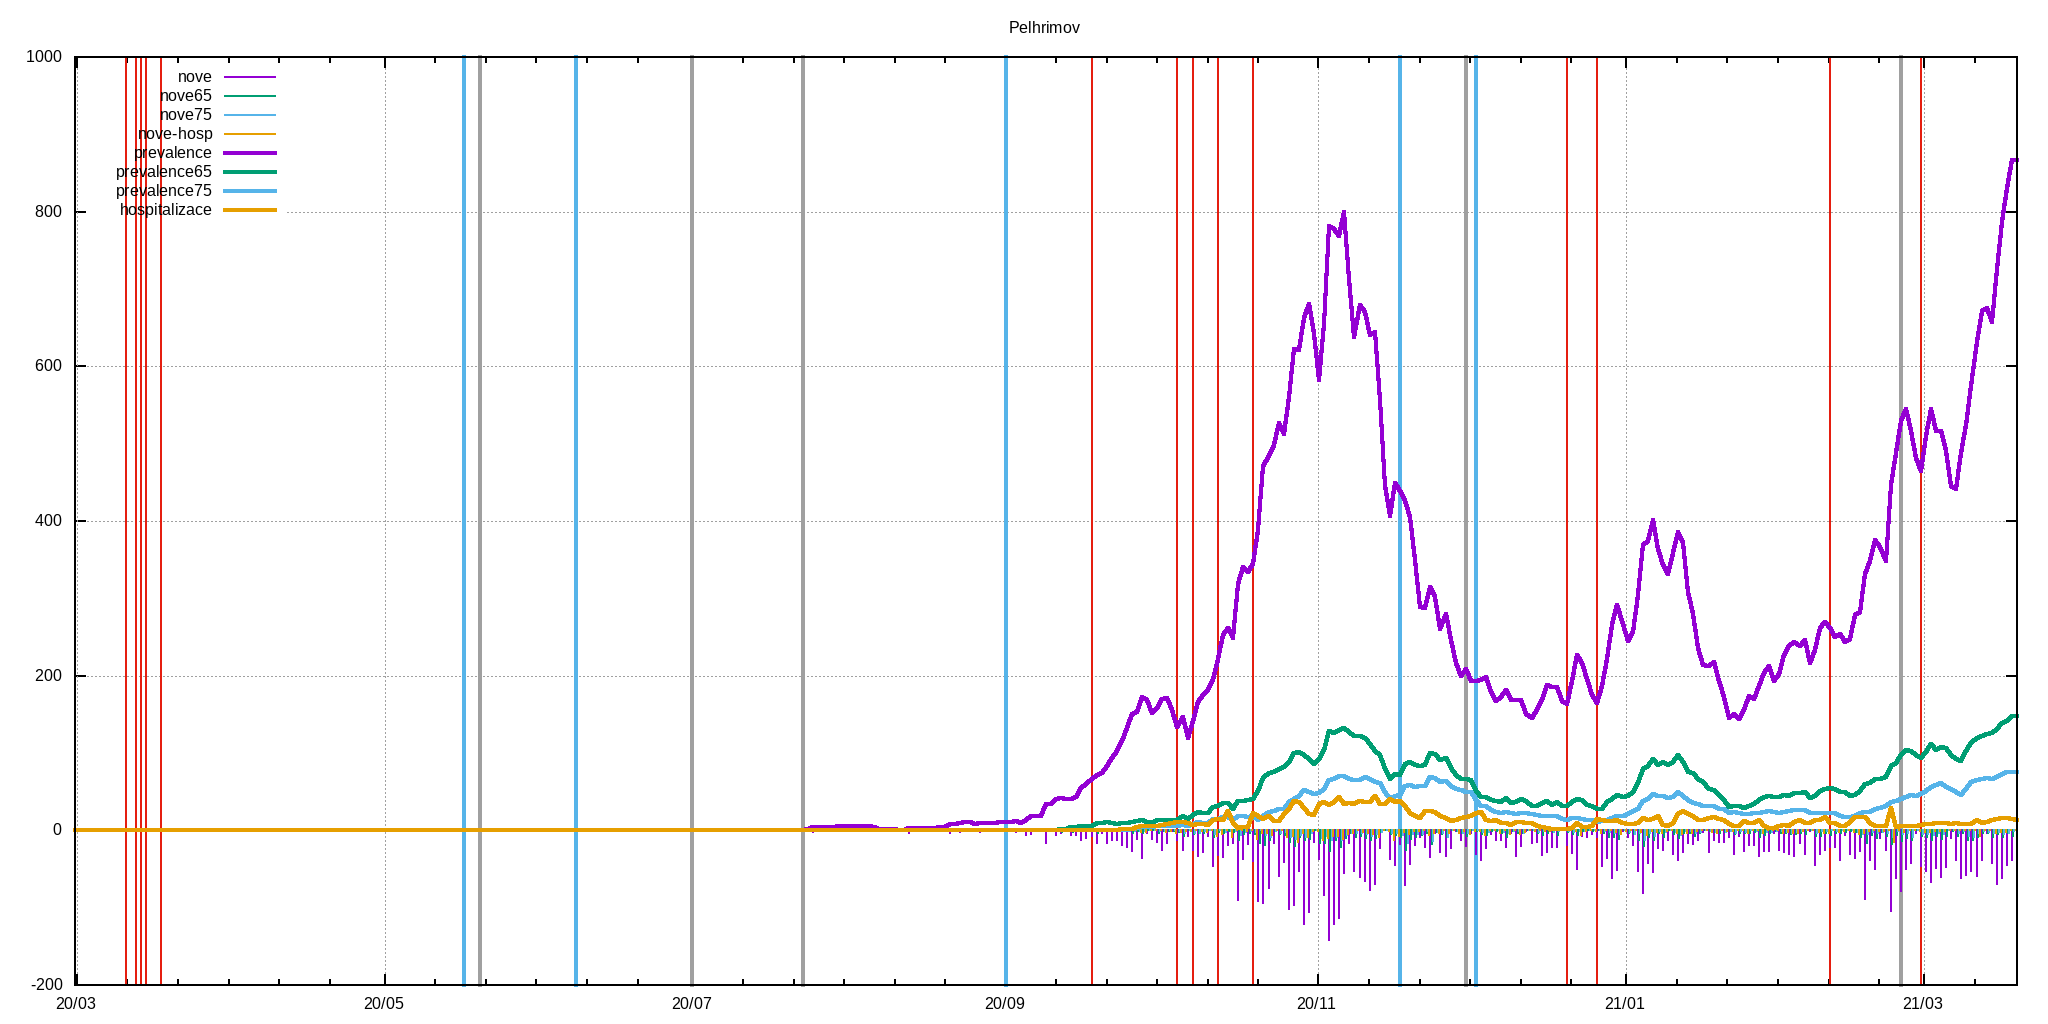 Pelhrimov
1000
800
600
400
200
0
-200
nove
nove65
nove75
nove-hosp
prevalence
prevalence65
prevalence75
hospitalizace
20/03 20/05 20/07 20/09 20/11 21/01 21/03